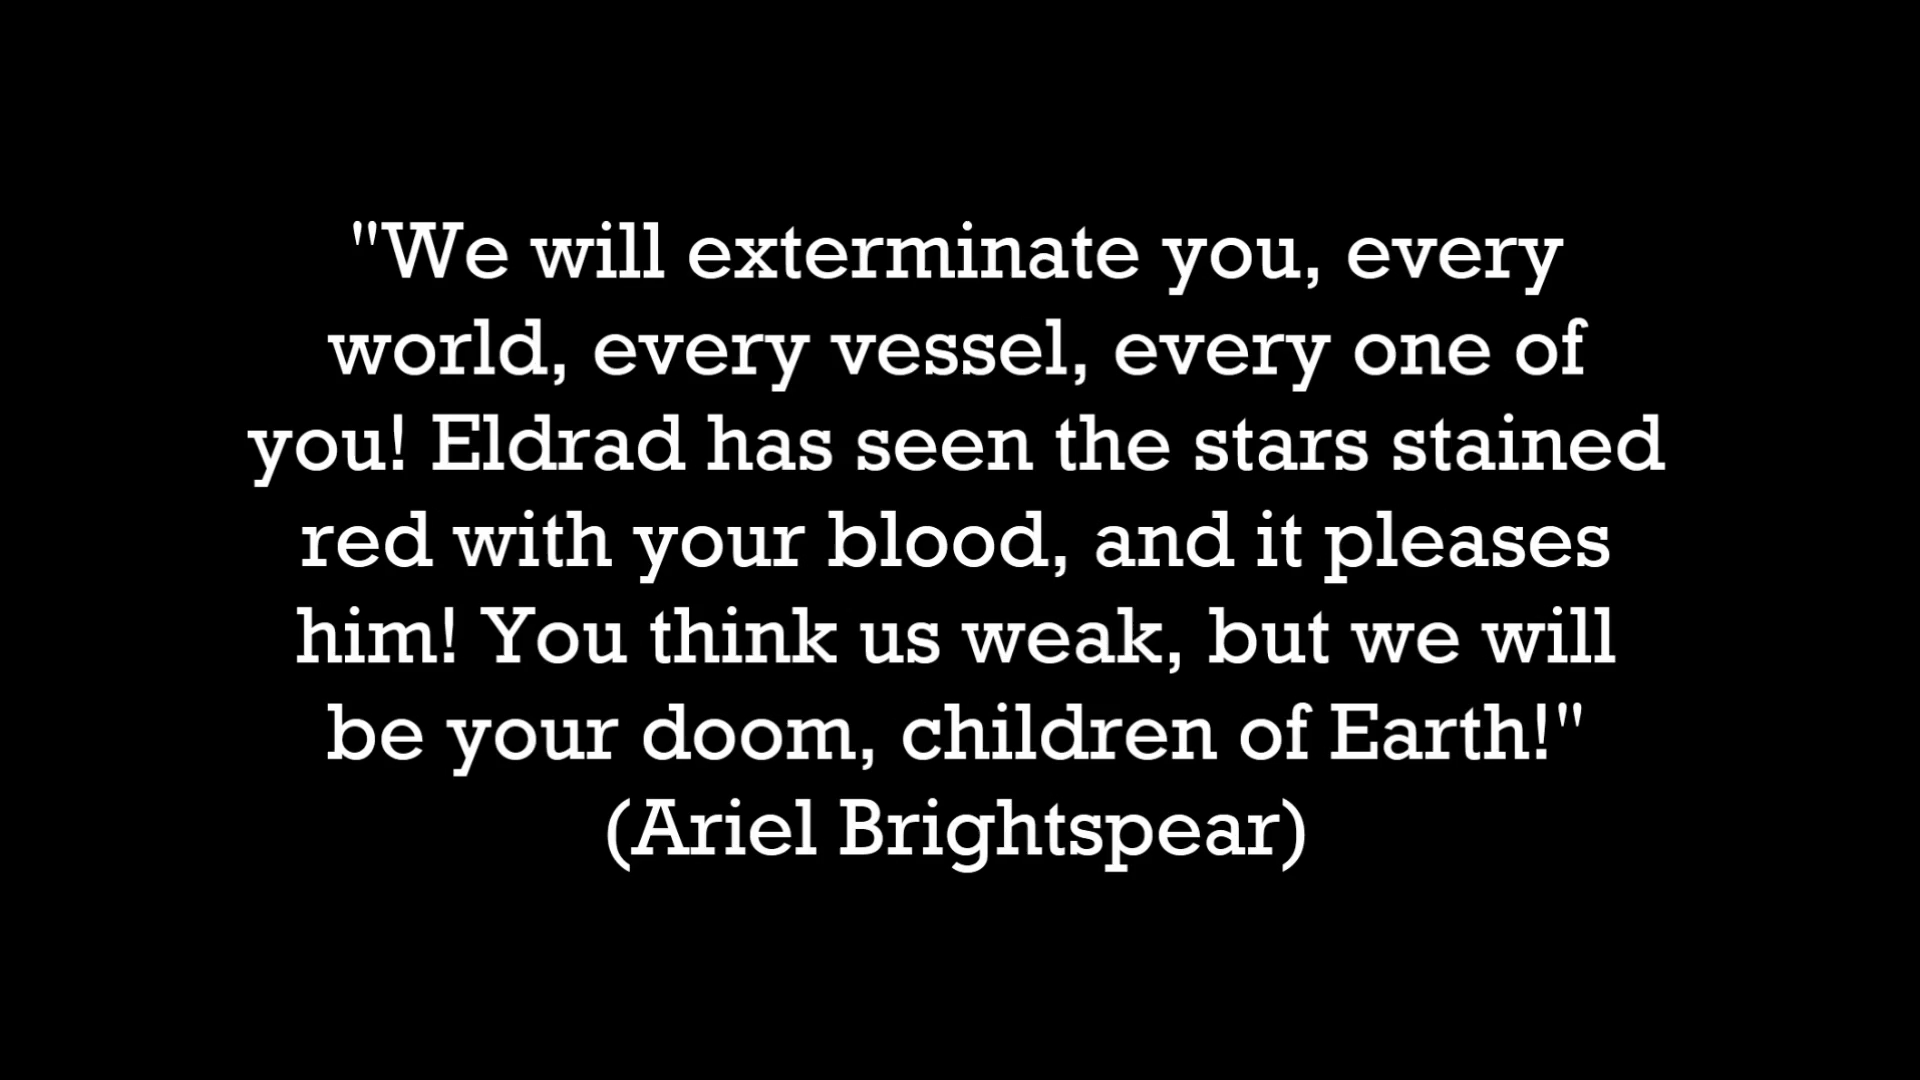 "We will exterminate you, every
world, every vessel, every one of
you! Eldrad has seen the stars stained
red with your blood, and it pleases
him! You think us weak, but we will
be your doom, children of Earth!"
(Ariel Brightspear)